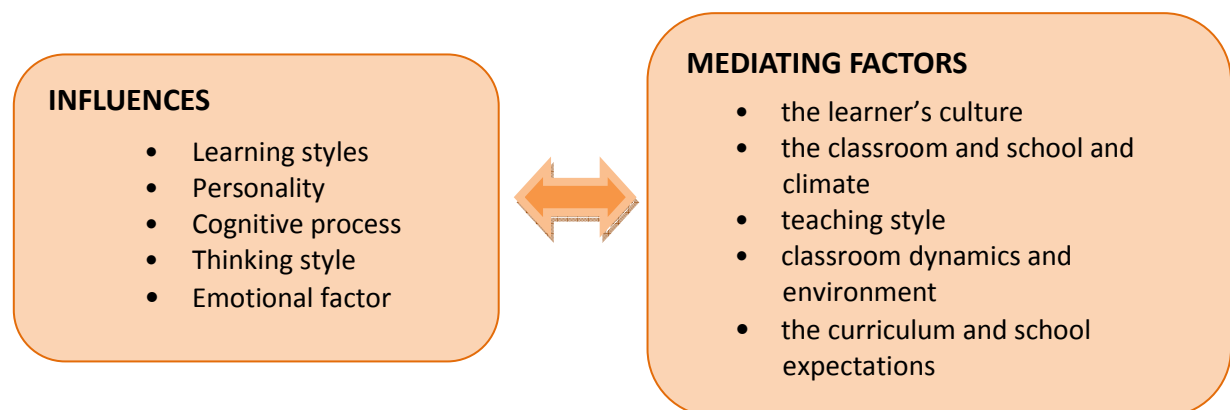 INFLUENCES
• Learning styles
• Personality
• Cognitive process
• Thinking style
• Emotional factor
MEDIATING FACTORS
• the learner’s culture
• the classroom and school and
climate
• teaching style
• classroom dynamics and
environment
• the curriculum and school
expectations